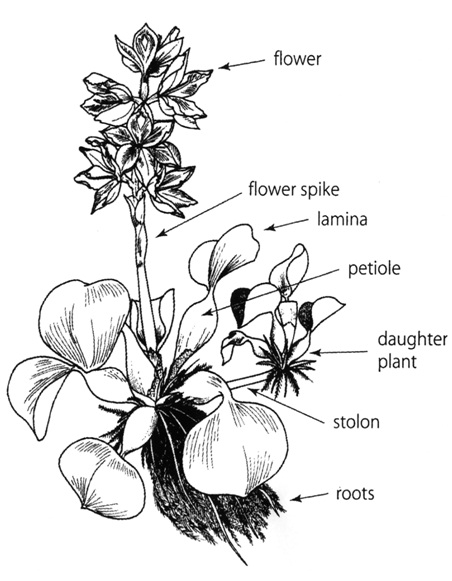 flower
flower spike
lamina
petiole
daughter
plant
stolon
roots